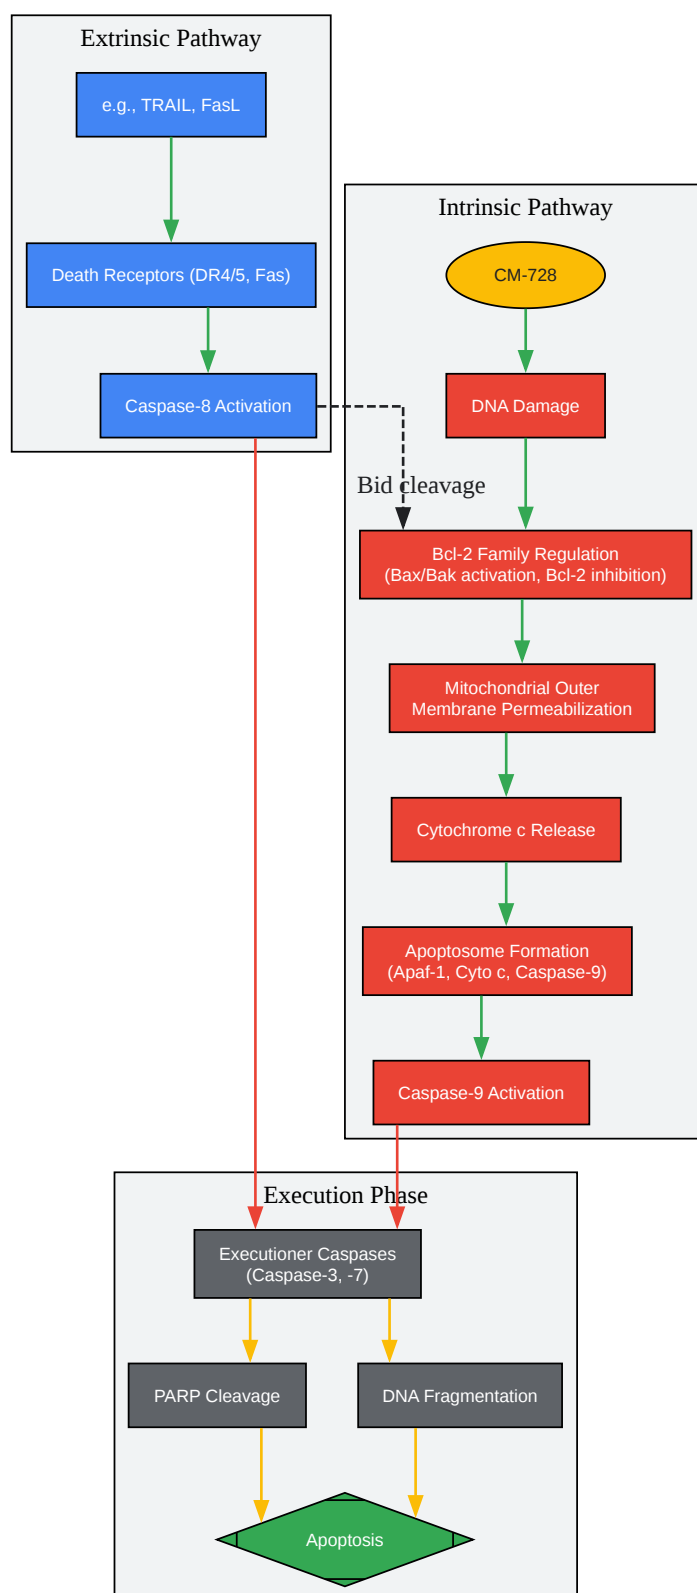 Extrinsic Pathway
e.g., TRAIL, FasL
Death Receptors (DR4/5, Fas)
Caspase-8 Activation
Intrinsic Pathway
CM-728
DNA Damage
Bid cleavage
Bcl-2 Family Regulation
(Bax/Bak activation, Bcl-2 inhibition)
Mitochondrial Outer
Membrane Permeabilization
Cytochrome c Release
Apoptosome Formation
(Apaf-1, Cyto c, Caspase-9)
Caspase-9 Activation
Execution Phase
Executioner Caspases
(Caspase-3, -7)
PARP Cleavage
DNA Fragmentation
Apoptosis